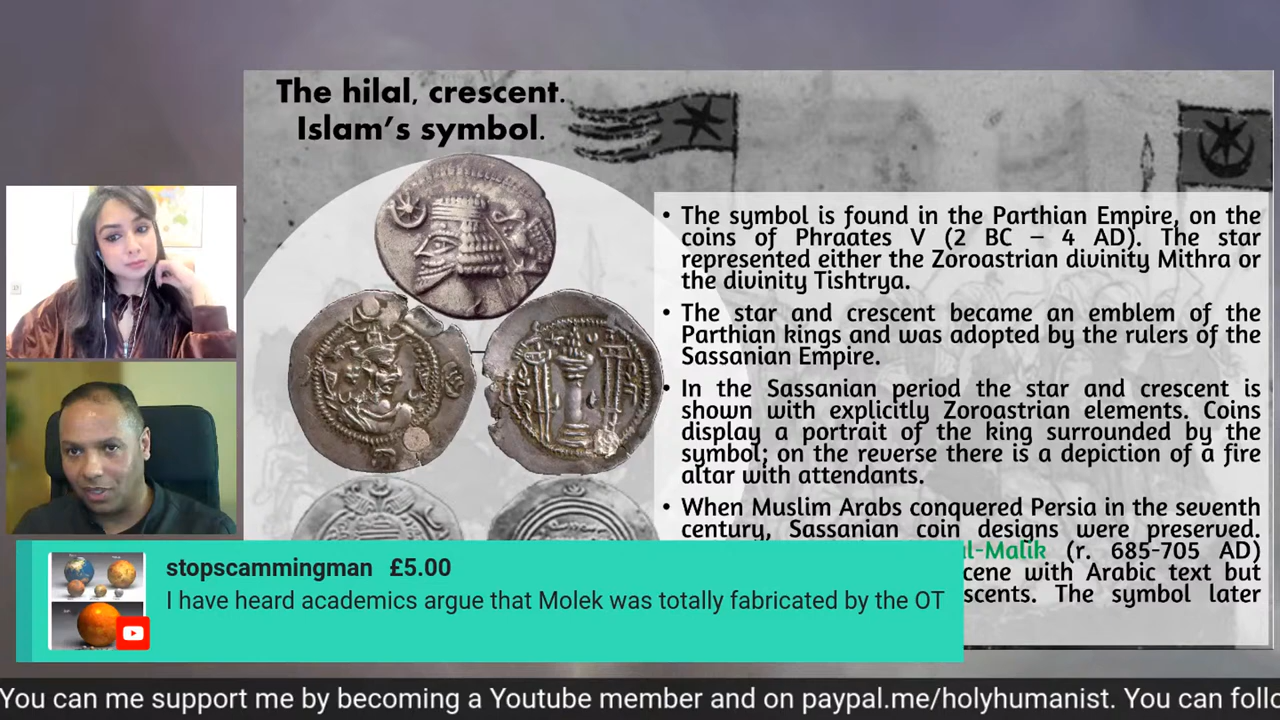 The hilal, crescent.
Islam's symbol.
• The symbol is found in the Parthian Empire, on the
coins of Phraates V (2 BC – 4 AD). The star
represented either the Zoroastrian divinity Mithra or
the divinity Tishtrya.
• The star and crescent became an emblem of the
Parthian kings and was adopted by the rulers of the
Sassanian Empire.
• In the Sassanian period the star and crescent is
shown with explicitly Zoroastrian elements. Coins
display a portrait of the king surrounded by the
symbol; on the reverse there is a depiction of a fire
altar with attendants.
• When Muslim Arabs conquered Persia in the seventh
century, Sassanian coin designs were preserved.
al-Malik (r. 685-705 AD)
with Arabic text but
The symbol later
stopscammingman £5.00
I have heard academics argue that Molek was totally fabricated by the OT
You can me support me by becoming a Youtube member and on paypal.me/holyhumanist. You can